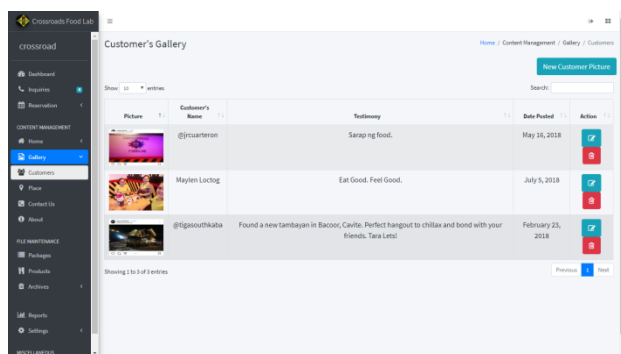 Crossroads Food Lab
crossroad
Dashboard
Inquiries
Reservation
CONTENT MANAGEMENT
Home
Gallery
Customers
Place
Contact Us
About
FILE MAINTENANCE
Packages
Products
Archives
Reports
Settings
MISCELLANEOUS
Customer's Gallery
Home / Content Management / Gallery / Customers
New Customer Picture
Show 10 entries
Search:
Picture Customer's Name Testimony Date Posted Action
@jrcuarteron Sarap ng food. May 16, 2018
Maylen Loctog Eat Good. Feel Good. July 5, 2018
@tigasouthkaba Found a new tambayan in Bacoor, Cavite. Perfect hangout to chillax and bond with your February 23,
friends. Tara Lets! 2018
Showing 1 to 3 of 3 entries
Previous 1 Next